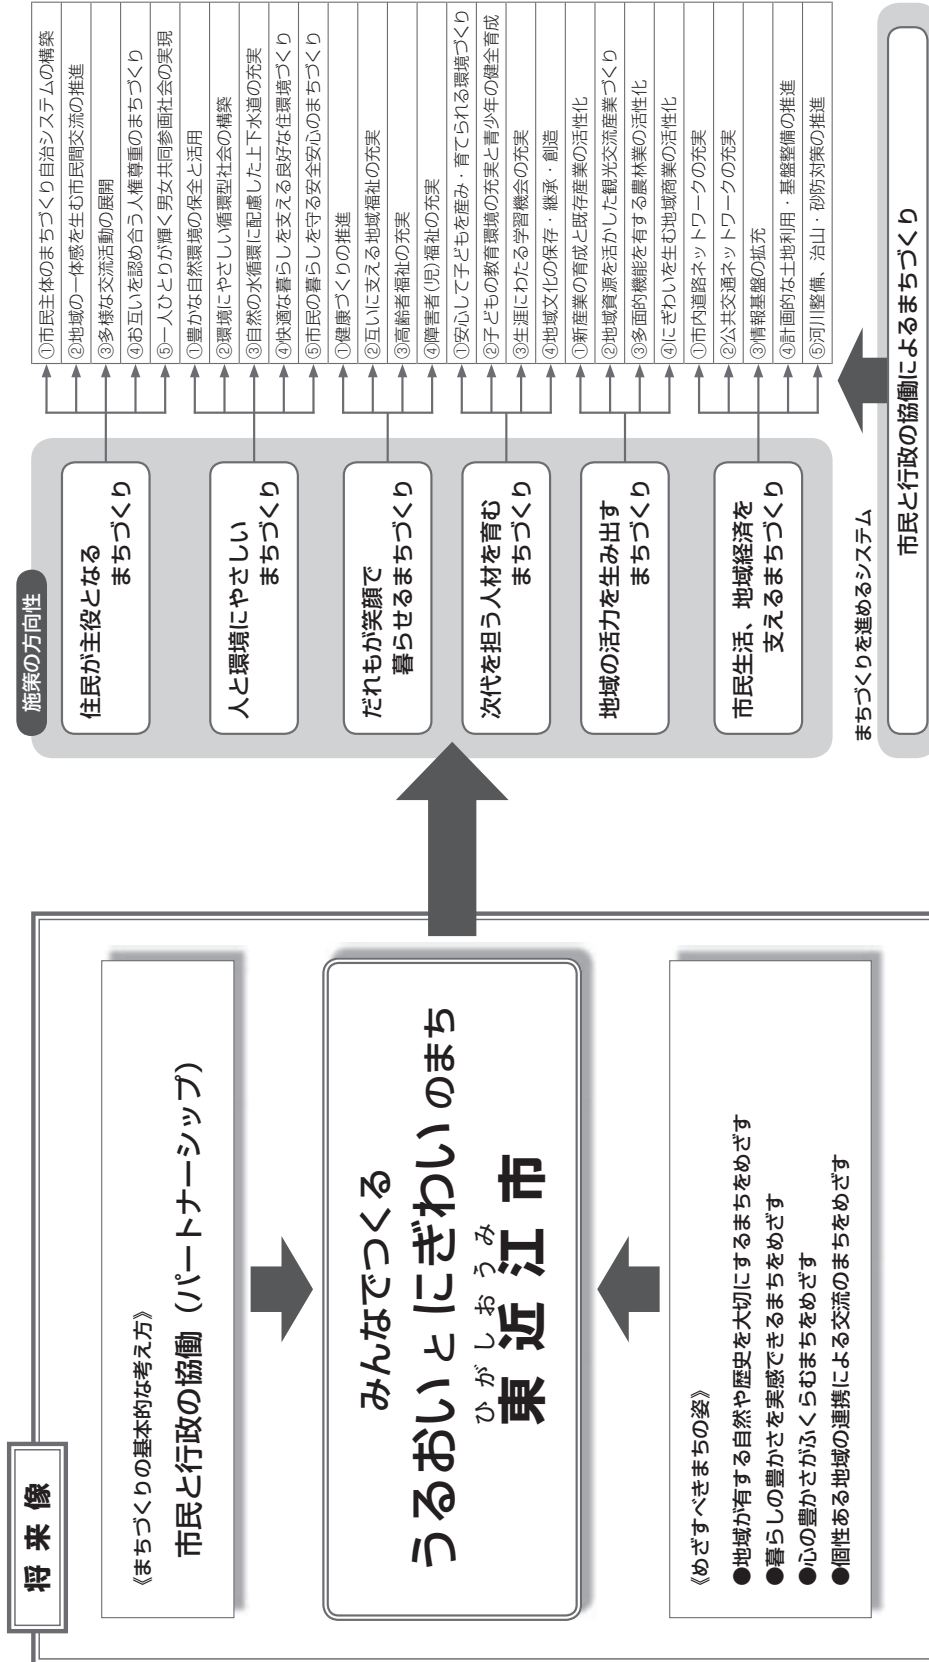 将来像
《まちづくりの基本的な考え方》
市民と行政の協働（パートナーシップ）
みんなでつくる
うるおいとにぎわいのまち
ひがしおうみ
東近江市
《めざすべきまちの姿》
●地域が有する自然や歴史を大切にするまちをめざす
●暮らしの豊かさを実感できるまちをめざす
●心の豊かさがふくらむまちをめざす
●個性ある地域の連携による交流のまちをめざす
施策の方向性
住民が主役となる
まちづくり
①市民主体のまちづくり自治システムの構築
②地域の一体感を生む市民間交流の推進
③多様な交流活動の展開
④お互いを認め合う人権尊重のまちづくり
⑤一人ひとりが輝く男女共同参画社会の実現
人と環境にやさしい
まちづくり
①豊かな自然環境の保全と活用
②環境にやさしい循環型社会の構築
③自然の水循環に配慮した上下水道の充実
④快適な暮らしを支える良好な住環境づくり
⑤市民の暮らしを守る安全安心のまちづくり
だれもが笑顔で
暮らせるまちづくり
①健康づくりの推進
②互いに支える地域福祉の充実
③高齢者福祉の充実
④障害者(児)福祉の充実
次代を担う人材を育む
まちづくり
①安心して子どもを産み・育てられる環境づくり
②子どもの教育環境の充実と青少年の健全育成
③生涯にわたる学習機会の充実
④地域文化の保存・継承・創造
地域の活力を生み出す
まちづくり
①新産業の育成と既存産業の活性化
②地域資源を活かした観光交流産業づくり
③多面的機能を有する農林業の活性化
④にぎわいを生む地域商業の活性化
市民生活、地域経済を
支えるまちづくり
①市内道路ネットワークの充実
②公共交通ネットワークの充実
③情報基盤の拡充
④計画的な土地利用・基盤整備の推進
⑤河川整備、治山・砂防対策の推進
まちづくりを進めるシステム
市民と行政の協働によるまちづくり